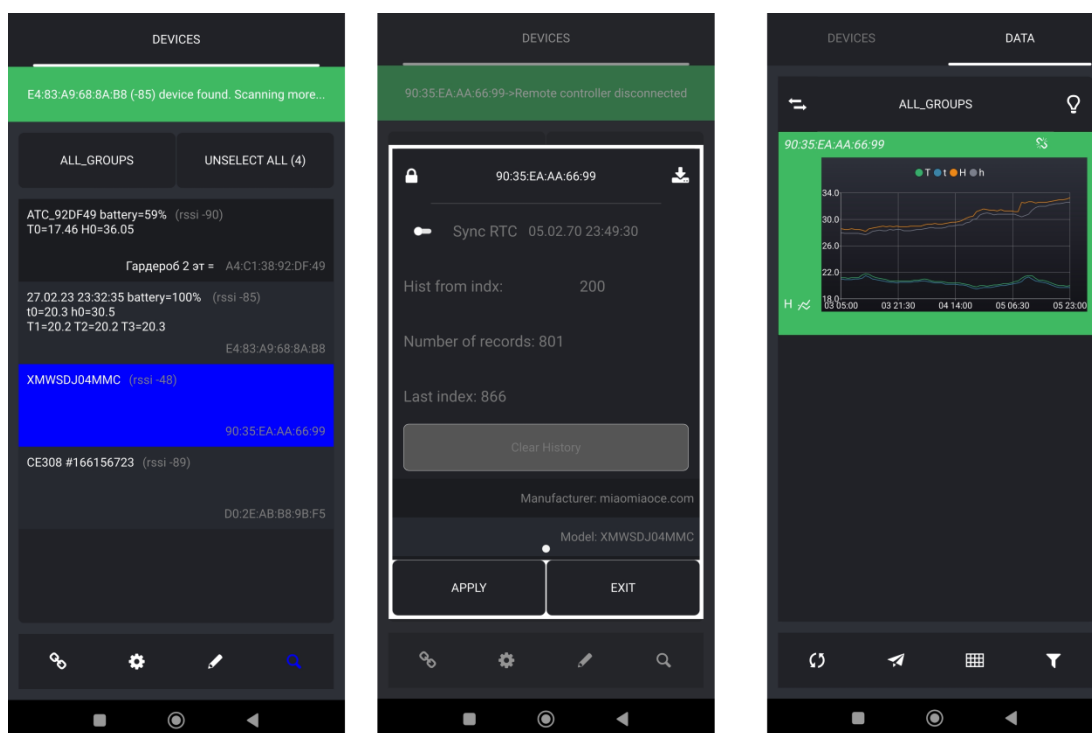 DEVICES
E4:83:A9:68:8A:B8 (-85) device found. Scanning more...
ALL_GROUPS
UNSELECT ALL (4)
ATC_92DF49 battery=59% (rssi -90)
T0=17.46 H0=36.05
Гардероб 2 эт = A4:C1:38:92:DF:49
27.02.23 23:32:35 battery=100% (rssi -85)
t0=20.3 h0=30.5
T1=20.2 T2=20.2 T3=20.3
E4:83:A9:68:8A:B8
XMWSDJ04MMC (rssi -48)
90:35:EA:AA:66:99
CE308 #166156723 (rssi -89)
D0:2E:AB:B8:9B:F5
DEVICES
90:35:EA:AA:66:99->Remote controller disconnected
90:35:EA:AA:66:99
Sync RTC 05.02.70 23:49:30
Hist from indx: 200
Number of records: 801
Last index: 866
Clear History
Manufacturer: miaomiaoce.com
Model: XMWSDJ04MMC
APPLY
EXIT
DEVICES
DATA
ALL_GROUPS
90:35:EA:AA:66:99
T t H h
34.0
30.0
26.0
22.0
18.0
H
03 05:00 03 21:30 04 14:00 05 06:30 05 23:00